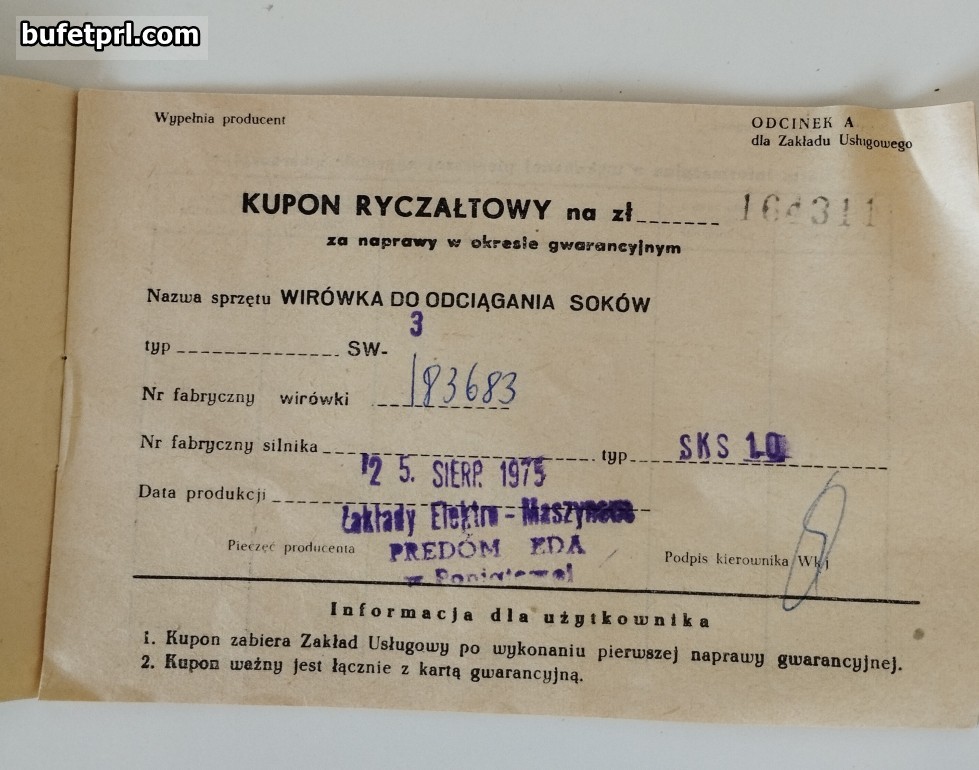 bufetprl.com
Wypełnia producent
ODCINEK A
dla Zakładu Usługowego
KUPON RYCZAŁTOWY na zł 164311
za naprawy w okresie gwarancyjnym
Nazwa sprzętu WIRÓWKA DO ODCIĄGANIA SOKÓW
typ SW-3
Nr fabryczny wirówki 183683
Nr fabryczny silnika typ SKS 10
Data produkcji 25. SIERP. 1975
Zakłady Elektro-Maszynowe
Pieczęć producenta PREDOM EDA
w Poniatowej
Podpis kierownika Wkj
Informacja dla użytkownika
1. Kupon zabiera Zakład Usługowy po wykonaniu pierwszej naprawy gwarancyjnej.
2. Kupon ważny jest łącznie z kartą gwarancyjną.